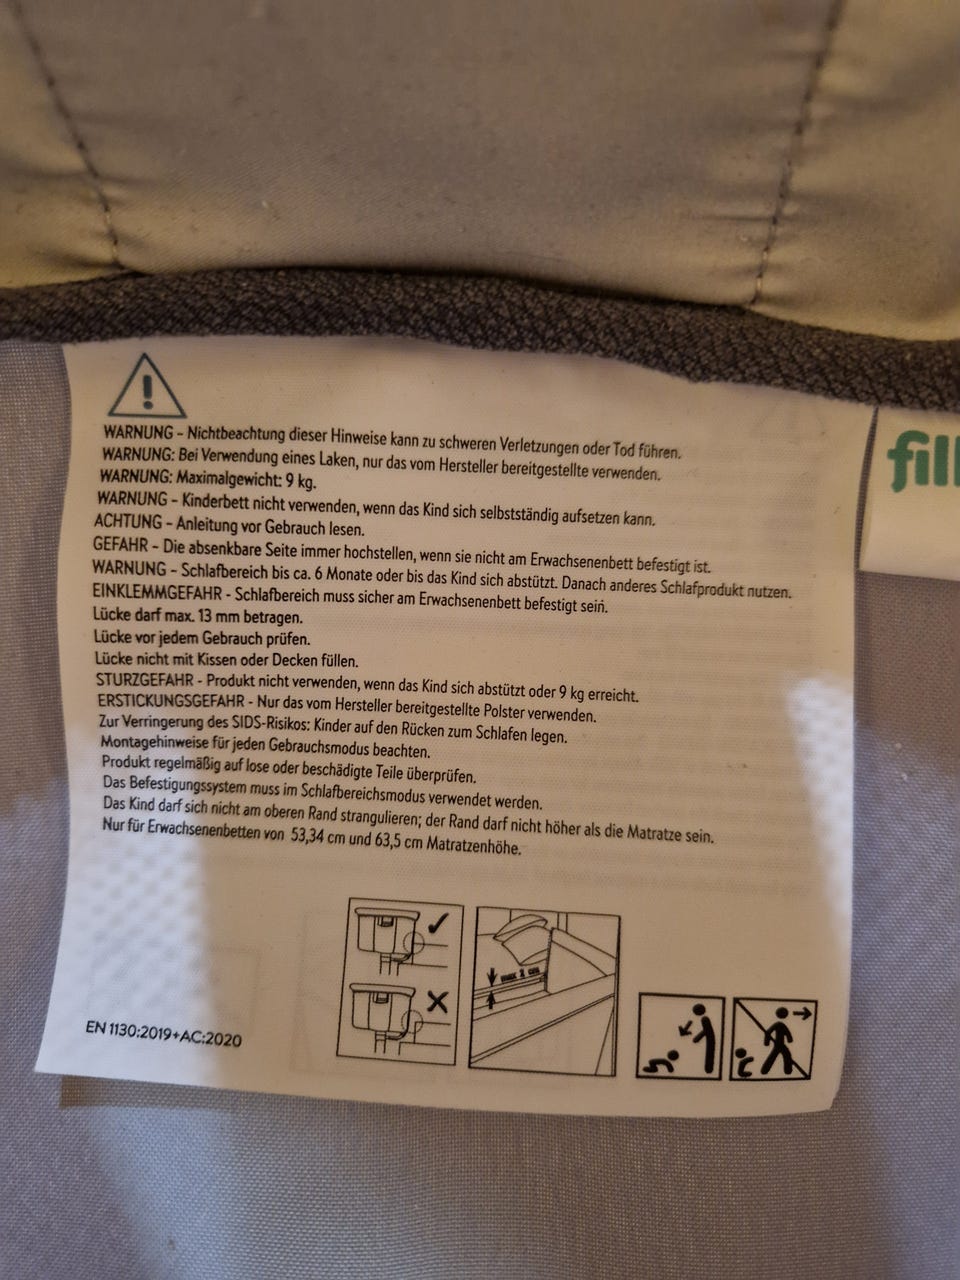 WARNUNG - Nichtbeachtung dieser Hinweise kann zu schweren Verletzungen oder Tod führen.
WARNUNG: Bei Verwendung eines Laken, nur das vom Hersteller bereitgestellte verwenden.
WARNUNG: Maximalgewicht: 9 kg.
WARNUNG - Kinderbett nicht verwenden, wenn das Kind sich selbstständig aufsetzen kann.
ACHTUNG - Anleitung vor Gebrauch lesen.
GEFAHR - Die absenkbare Seite immer hochstellen, wenn sie nicht am Erwachsenenbett befestigt ist.
WARNUNG - Schlafbereich bis ca. 6 Monate oder bis das Kind sich abstützt. Danach anderes Schlafprodukt nutzen.
EINKLEMMGEFAHR - Schlafbereich muss sicher am Erwachsenenbett befestigt sein.
Lücke darf max. 13 mm betragen.
Lücke vor jedem Gebrauch prüfen.
Lücke nicht mit Kissen oder Decken füllen.
STURZGEFAHR - Produkt nicht verwenden, wenn das Kind sich abstützt oder 9 kg erreicht.
ERSTICKUNGSGEFAHR - Nur das vom Hersteller bereitgestellte Polster verwenden.
Zur Verringerung des SIDS-Risikos: Kinder auf den Rücken zum Schlafen legen.
Montagehinweise für jeden Gebrauchsmodus beachten.
Produkt regelmäßig auf lose oder beschädigte Teile überprüfen.
Das Befestigungssystem muss im Schlafbereichsmodus verwendet werden.
Das Kind darf sich nicht am oberen Rand strangulieren; der Rand darf nicht höher als die Matratze sein.
Nur für Erwachsenenbetten von 53,34 cm und 63,5 cm Matratzenhöhe.
max 2 cm
EN 1130:2019+AC:2020
fill